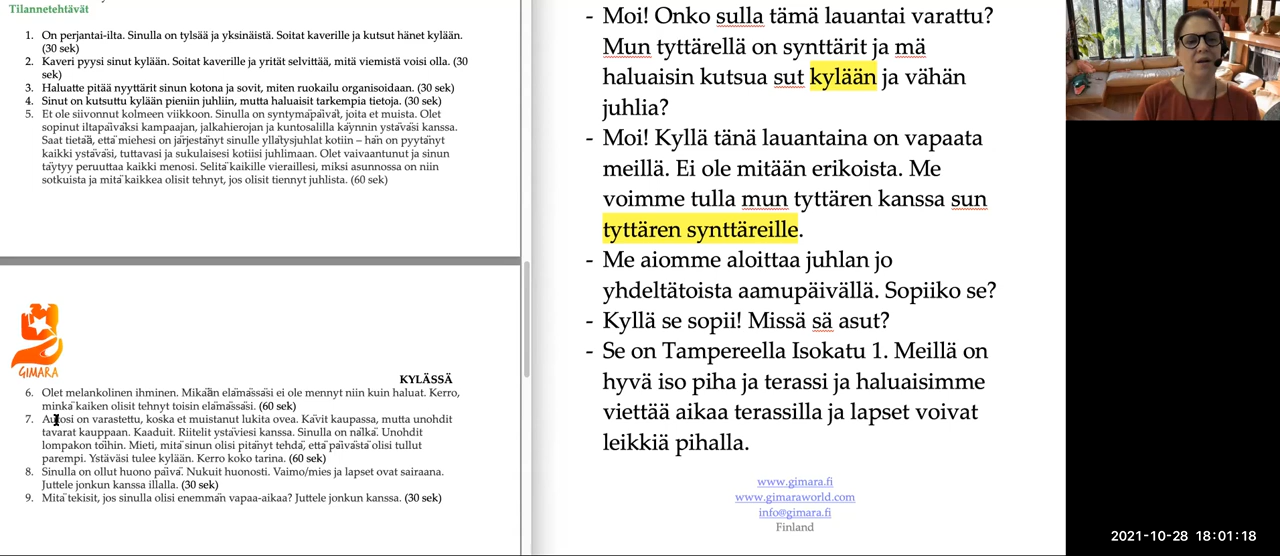 Tilannetehtävät
1. On perjantai-ilta. Sinulla on tylsää ja yksinäistä. Soitat kaverille ja kutsut hänet kylään.
(30 sek)
2. Kaveri pyysi sinut kylään. Soitat kaverille ja yrität selvittää, mitä viemistä voisi olla. (30
sek)
3. Haluatte pitää nyyttärit sinun kotona ja sovit, miten ruokailu organisoidaan. (30 sek)
4. Sinut on kutsuttu kylään pieniin juhliin, mutta haluaisit tarkempia tietoja. (30 sek)
5. Et ole siivonnut kolmeen viikkoon. Sinulla on syntymäpäivät, joita et muista. Olet
sopinut iltapäiväksi kampaajan, jalkahierojan ja kuntosalilla käynnin ystäväsi kanssa.
Saat tietää, että miehesi on järjestänyt sinulle yllätysjuhlat kotiin – hän on pyytänyt
kaikki ystäväsi, tuttavasi ja sukulaisesi kotiisi juhlimaan. Olet vaivaantunut ja sinun
täytyy peruuttaa kaikki menosi. Selitä kaikille vieraillesi, miksi asunnossa on niin
sotkuista ja mitä kaikkea olisit tehnyt, jos olisit tiennyt juhlista. (60 sek)
GIMARA
KYLÄSSÄ
6. Olet melankolinen ihminen. Mikään elämässäsi ei ole mennyt niin kuin haluat. Kerro,
minkä kaiken olisit tehnyt toisin elämässäsi. (60 sek)
7. Autosi on varastettu, koska et muistanut lukita ovea. Kävit kaupassa, mutta unohdit
tavarat kauppaan. Kaaduit. Riitelit ystäviesi kanssa. Sinulla on nälkä. Unohdit
lompakon töihin. Mieti, mitä sinun olisi pitänyt tehdä, että päivästä olisi tullut
parempi. Ystäväsi tulee kylään. Kerro koko tarina. (60 sek)
8. Sinulla on ollut huono päivä. Nukuit huonosti. Vaimo/mies ja lapset ovat sairaana.
Juttele jonkun kanssa illalla. (30 sek)
9. Mitä tekisit, jos sinulla olisi enemmän vapaa-aikaa? Juttele jonkun kanssa. (30 sek)
- Moi! Onko sulla tämä lauantai varattu?
Mun tyttärellä on synttärit ja mä
haluaisin kutsua sut kylään ja vähän
juhlia?
- Moi! Kyllä tänä lauantaina on vapaata
meillä. Ei ole mitään erikoista. Me
voimme tulla mun tyttären kanssa sun
tyttären synttäreille.
- Me aiomme aloittaa juhlan jo
yhdeltätoista aamupäivällä. Sopiiko se?
- Kyllä se sopii! Missä sä asut?
- Se on Tampereella Isokatu 1. Meillä on
hyvä iso piha ja terassi ja haluaisimme
viettää aikaa terassilla ja lapset voivat
leikkiä pihalla.
www.gimara.fi
www.gimaraworld.com
info@gimara.fi
Finland
2021-10-28 18:01:18